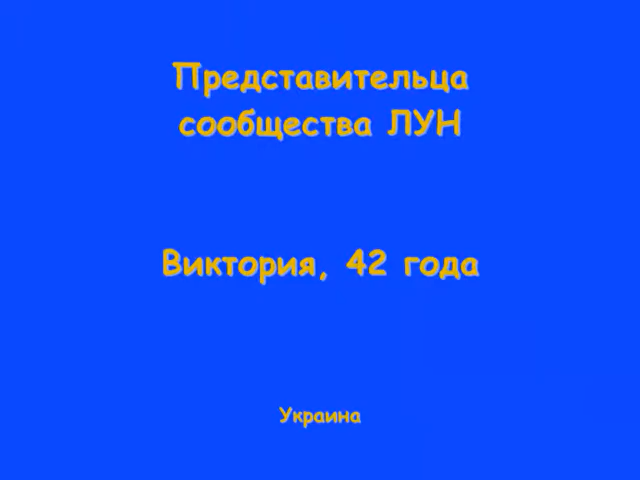 Представительца
сообщества ЛУН
Виктория, 42 года
Украина